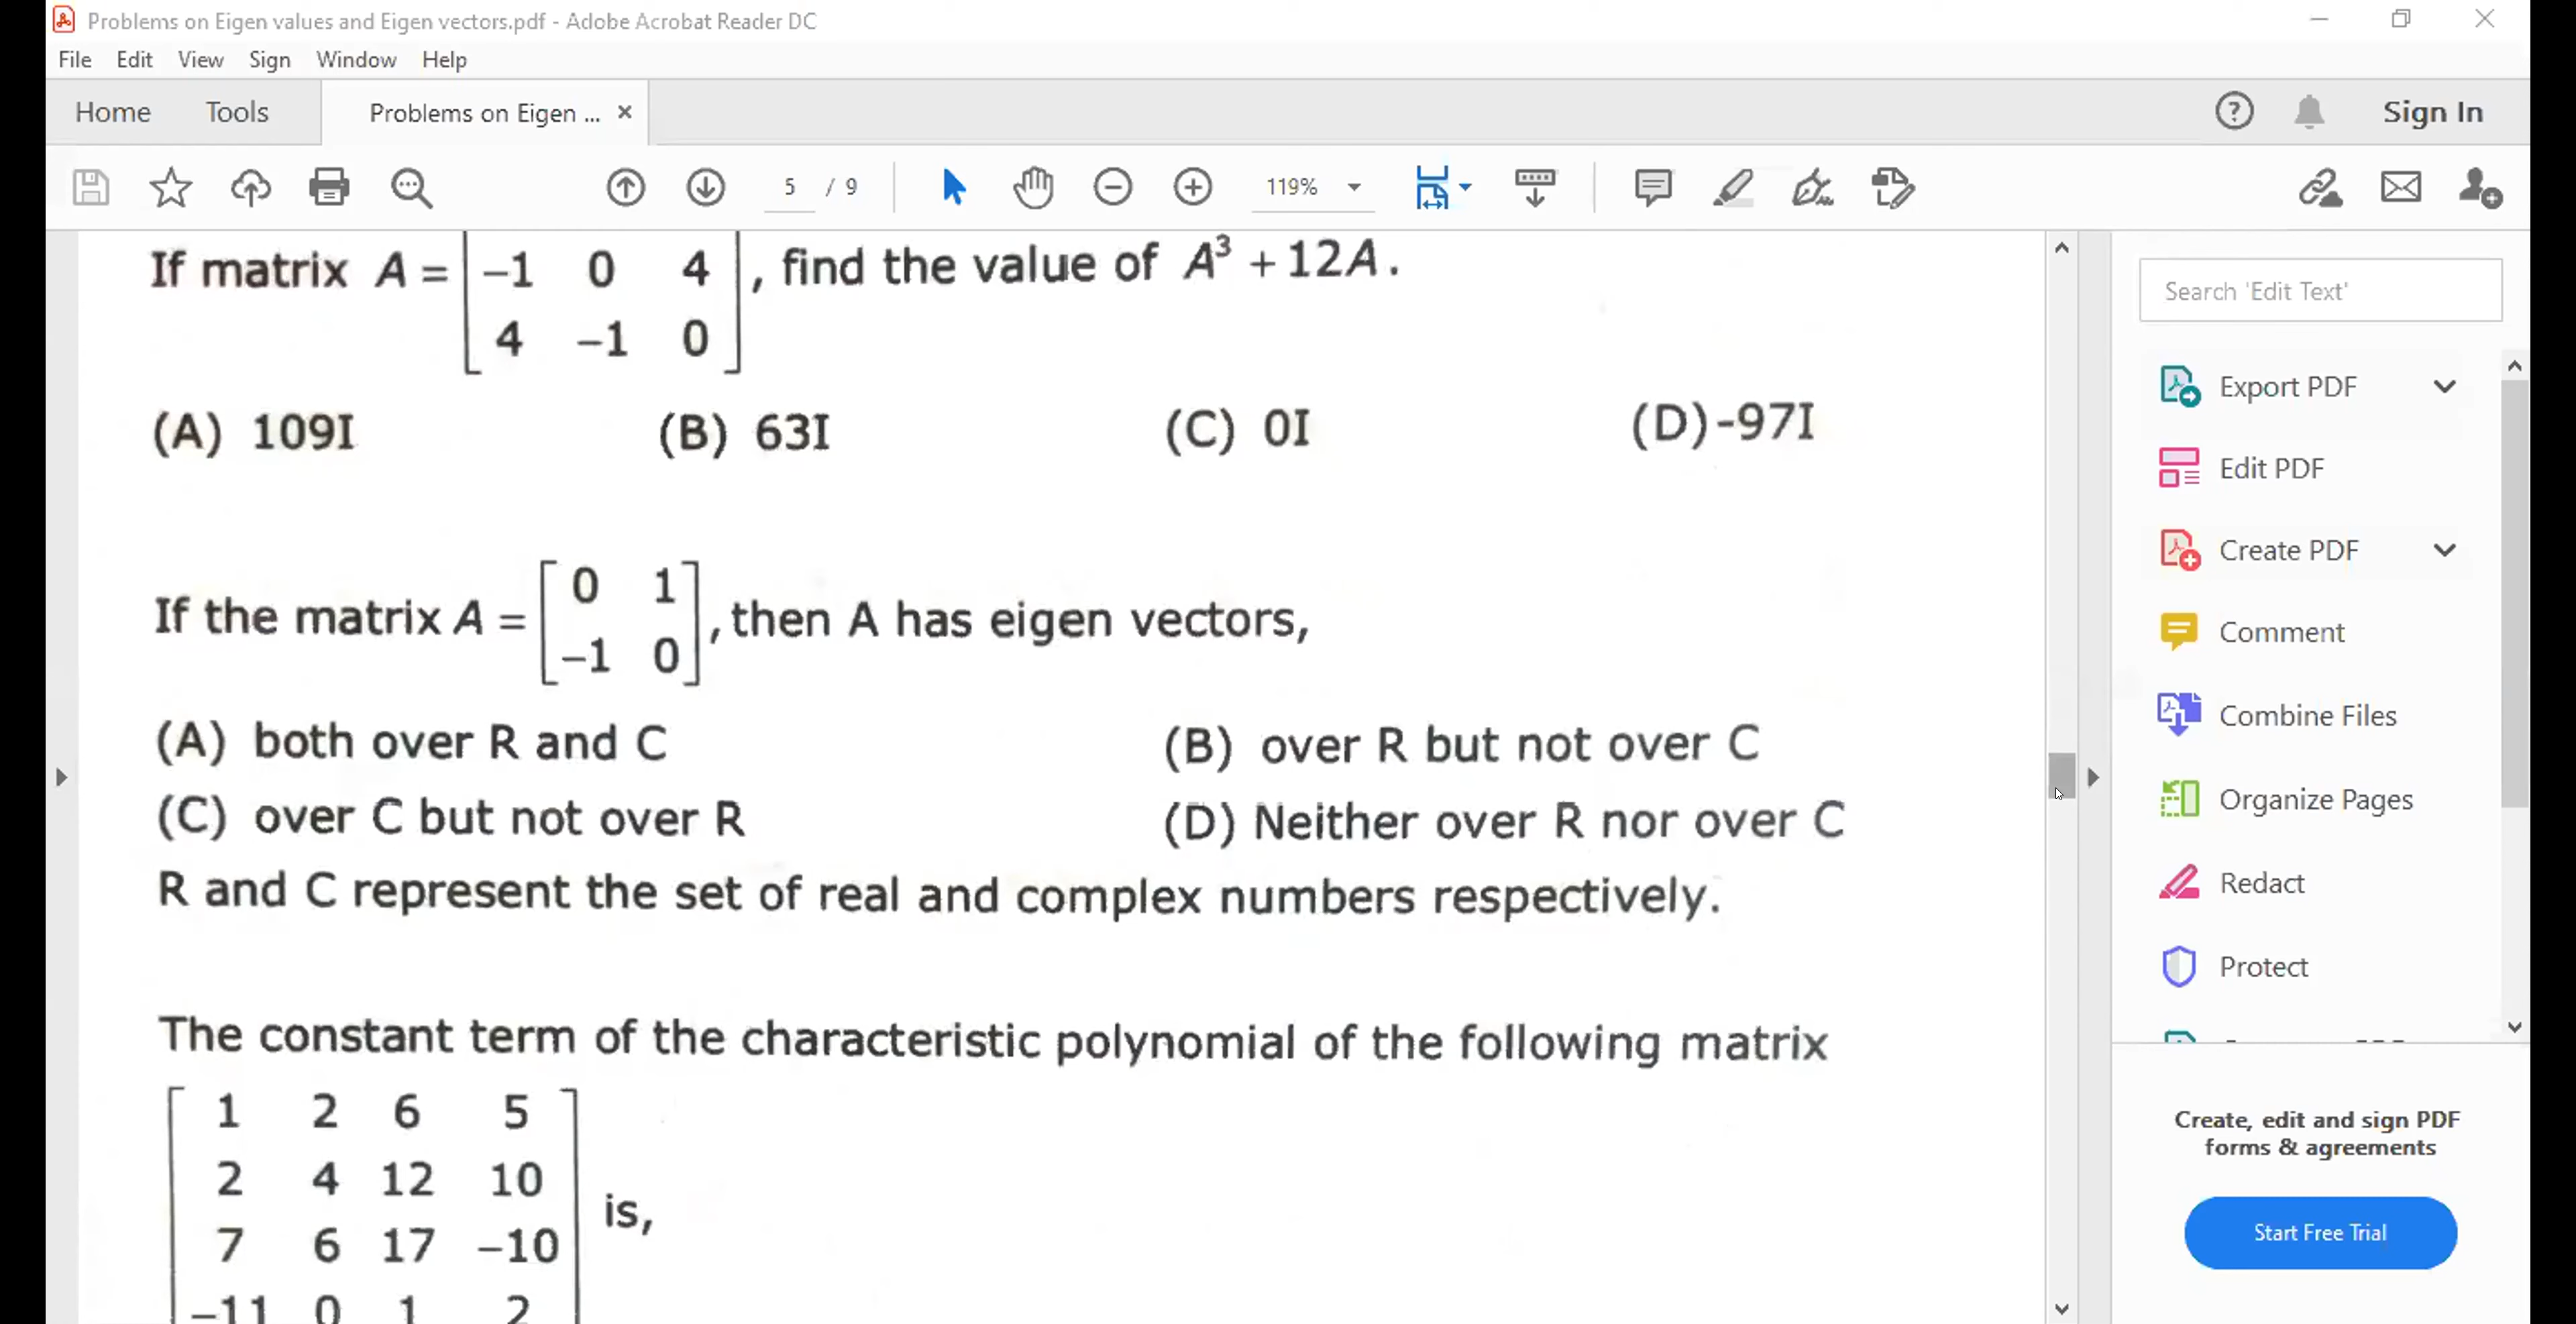 Problems on Eigen values and Eigen vectors.pdf - Adobe Acrobat Reader DC
File Edit View Sign Window Help
Home Tools Problems on Eigen ... × Sign In
5 / 9 119%
If matrix A = [ −1 0 4 , find the value of A³ + 12A.
4 −1 0 ]
(A) 109I (B) 63I (C) 0I (D) -97I
If the matrix A = [ 0 1 , then A has eigen vectors,
−1 0 ]
(A) both over R and C (B) over R but not over C
(C) over C but not over R (D) Neither over R nor over C
R and C represent the set of real and complex numbers respectively.
The constant term of the characteristic polynomial of the following matrix
1 2 6 5
2 4 12 10
is,
7 6 17 −10
−11 0 1 2
Search 'Edit Text'
Export PDF
Edit PDF
Create PDF
Comment
Combine Files
Organize Pages
Redact
Protect
Create, edit and sign PDF
forms & agreements
Start Free Trial